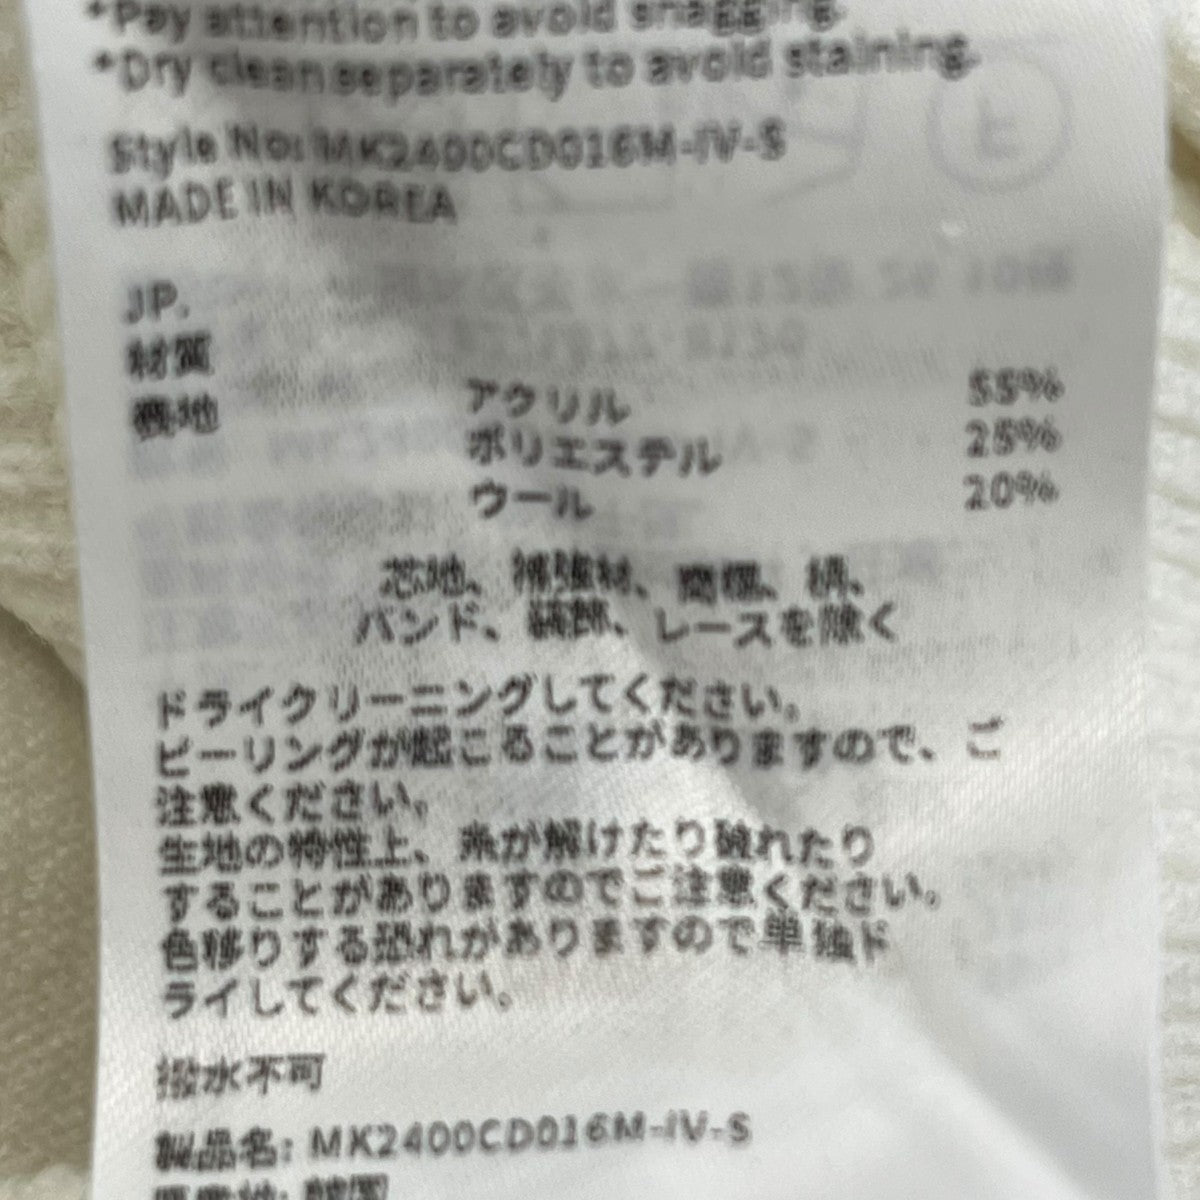 *Pay attention to avoid snagging.
*Dry clean separately to avoid staining.
Style No: MK2400CD016M-IV-S
MADE IN KOREA
JP.
材質
表地 アクリル 55%
ポリエステル 25%
ウール 20%
芯地、補強材、商標、柄、
バンド、装飾、レースを除く
ドライクリーニングしてください。
ピーリングが起こることがありますので、ご
注意ください。
生地の特性上、糸が解けたり破れたり
することがありますのでご注意ください。
色移りする恐れがありますので単独ド
ライしてください。
撥水不可
製品名: MK2400CD016M-IV-S
原産地: 韓国